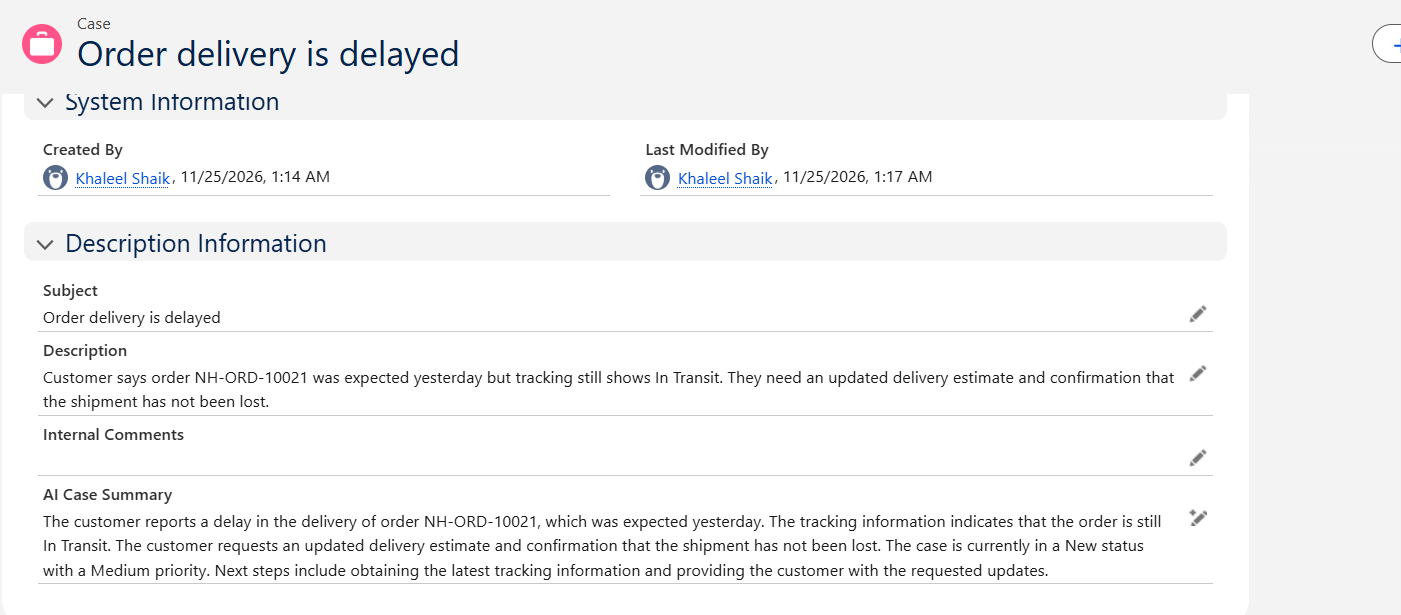 Case
Order delivery is delayed
System Information
Created By
Khaleel Shaik, 11/25/2026, 1:14 AM
Last Modified By
Khaleel Shaik, 11/25/2026, 1:17 AM
Description Information
Subject
Order delivery is delayed
Description
Customer says order NH-ORD-10021 was expected yesterday but tracking still shows In Transit. They need an updated delivery estimate and confirmation that
the shipment has not been lost.
Internal Comments
AI Case Summary
The customer reports a delay in the delivery of order NH-ORD-10021, which was expected yesterday. The tracking information indicates that the order is still
In Transit. The customer requests an updated delivery estimate and confirmation that the shipment has not been lost. The case is currently in a New status
with a Medium priority. Next steps include obtaining the latest tracking information and providing the customer with the requested updates.